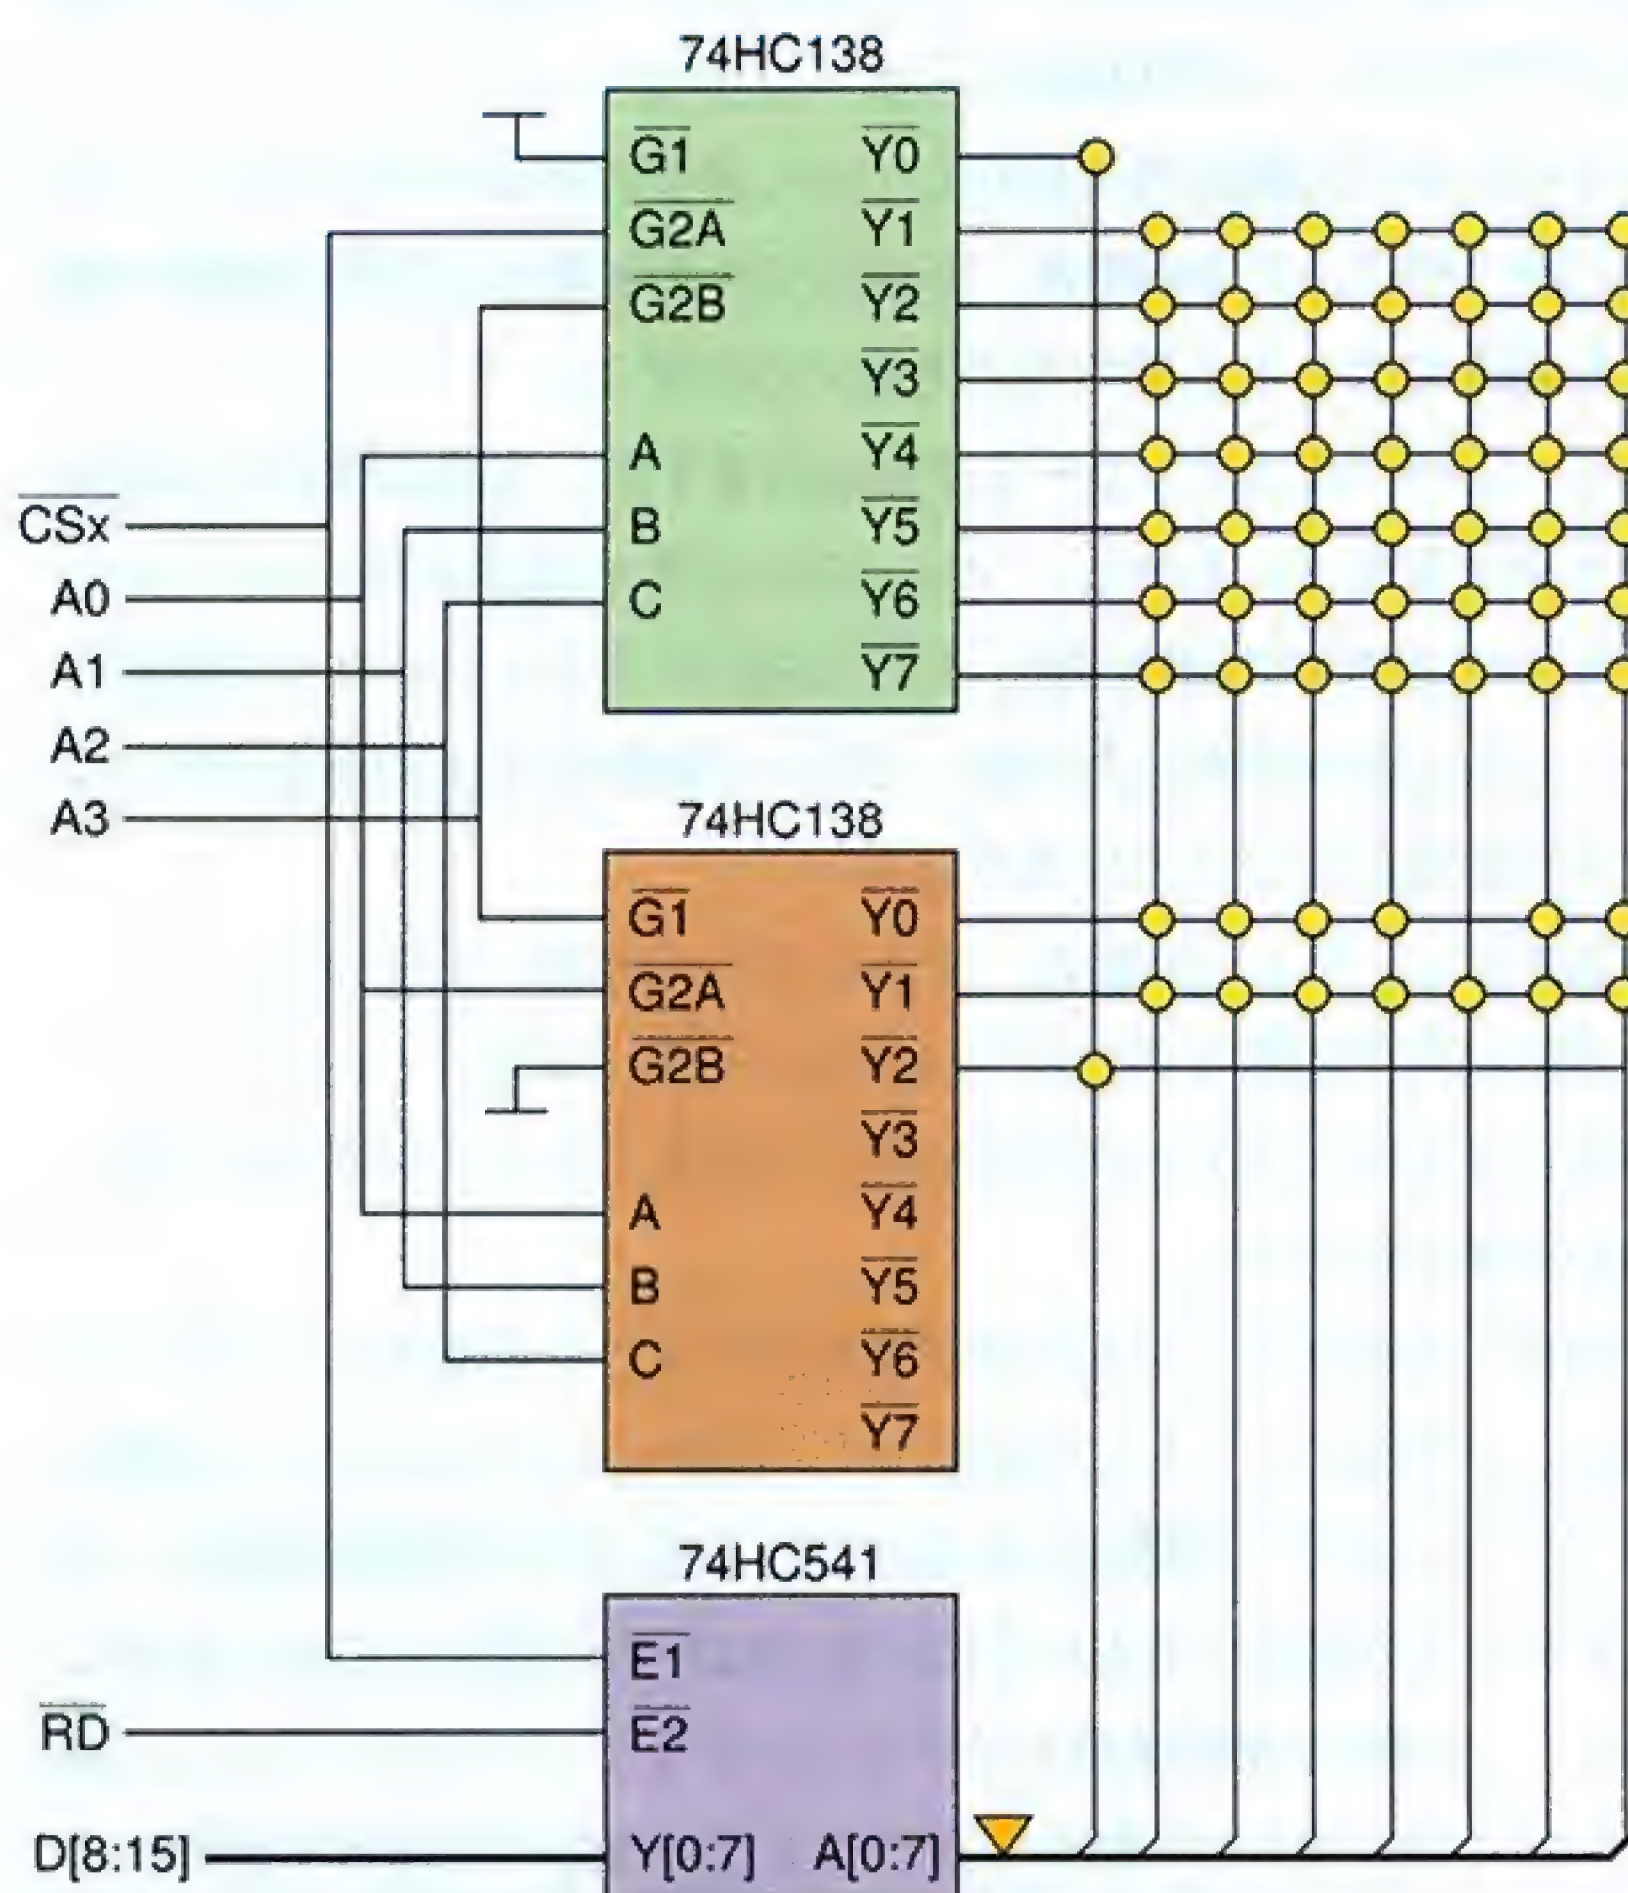 74HC138
G1 Y0
G2A Y1
G2B Y2
Y3
A Y4
B Y5
C Y6
Y7
CSx
A0
A1
A2
A3
74HC138
G1 Y0
G2A Y1
G2B Y2
Y3
A Y4
B Y5
C Y6
Y7
74HC541
E1
RD E2
D[8:15] Y[0:7] A[0:7]